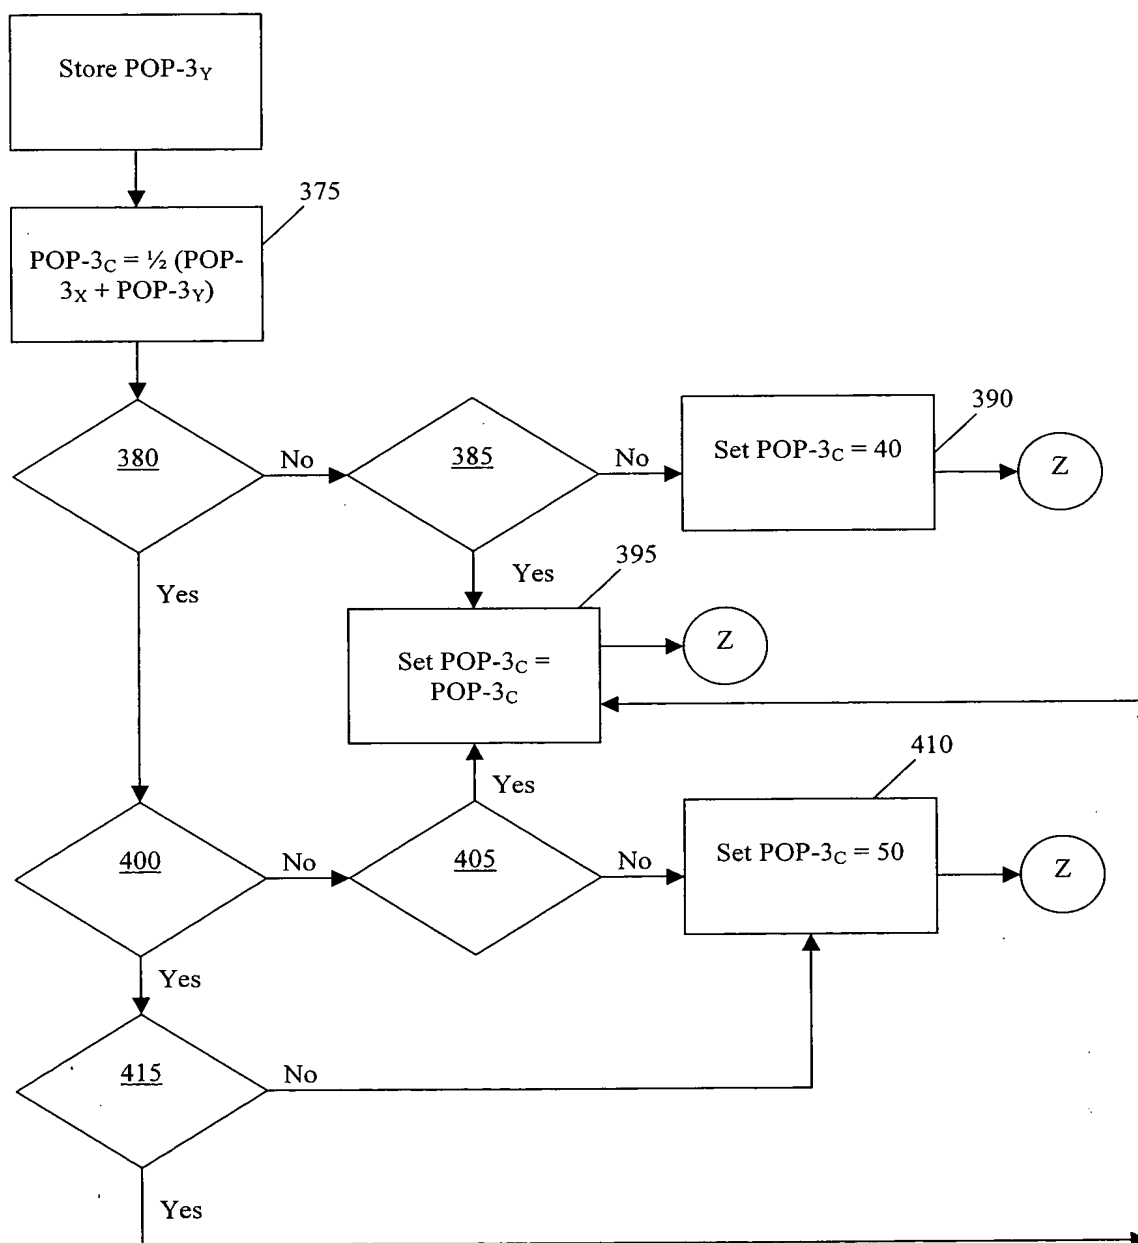 Store POP-3Y
375
POP-3C = ½ (POP-
3X + POP-3Y)
380
No
385
No
390
Set POP-3C = 40
Z
Yes
Yes
395
Set POP-3C =
POP-3C
Z
Yes
410
400
No
405
No
Set POP-3C = 50
Z
Yes
415
No
Yes